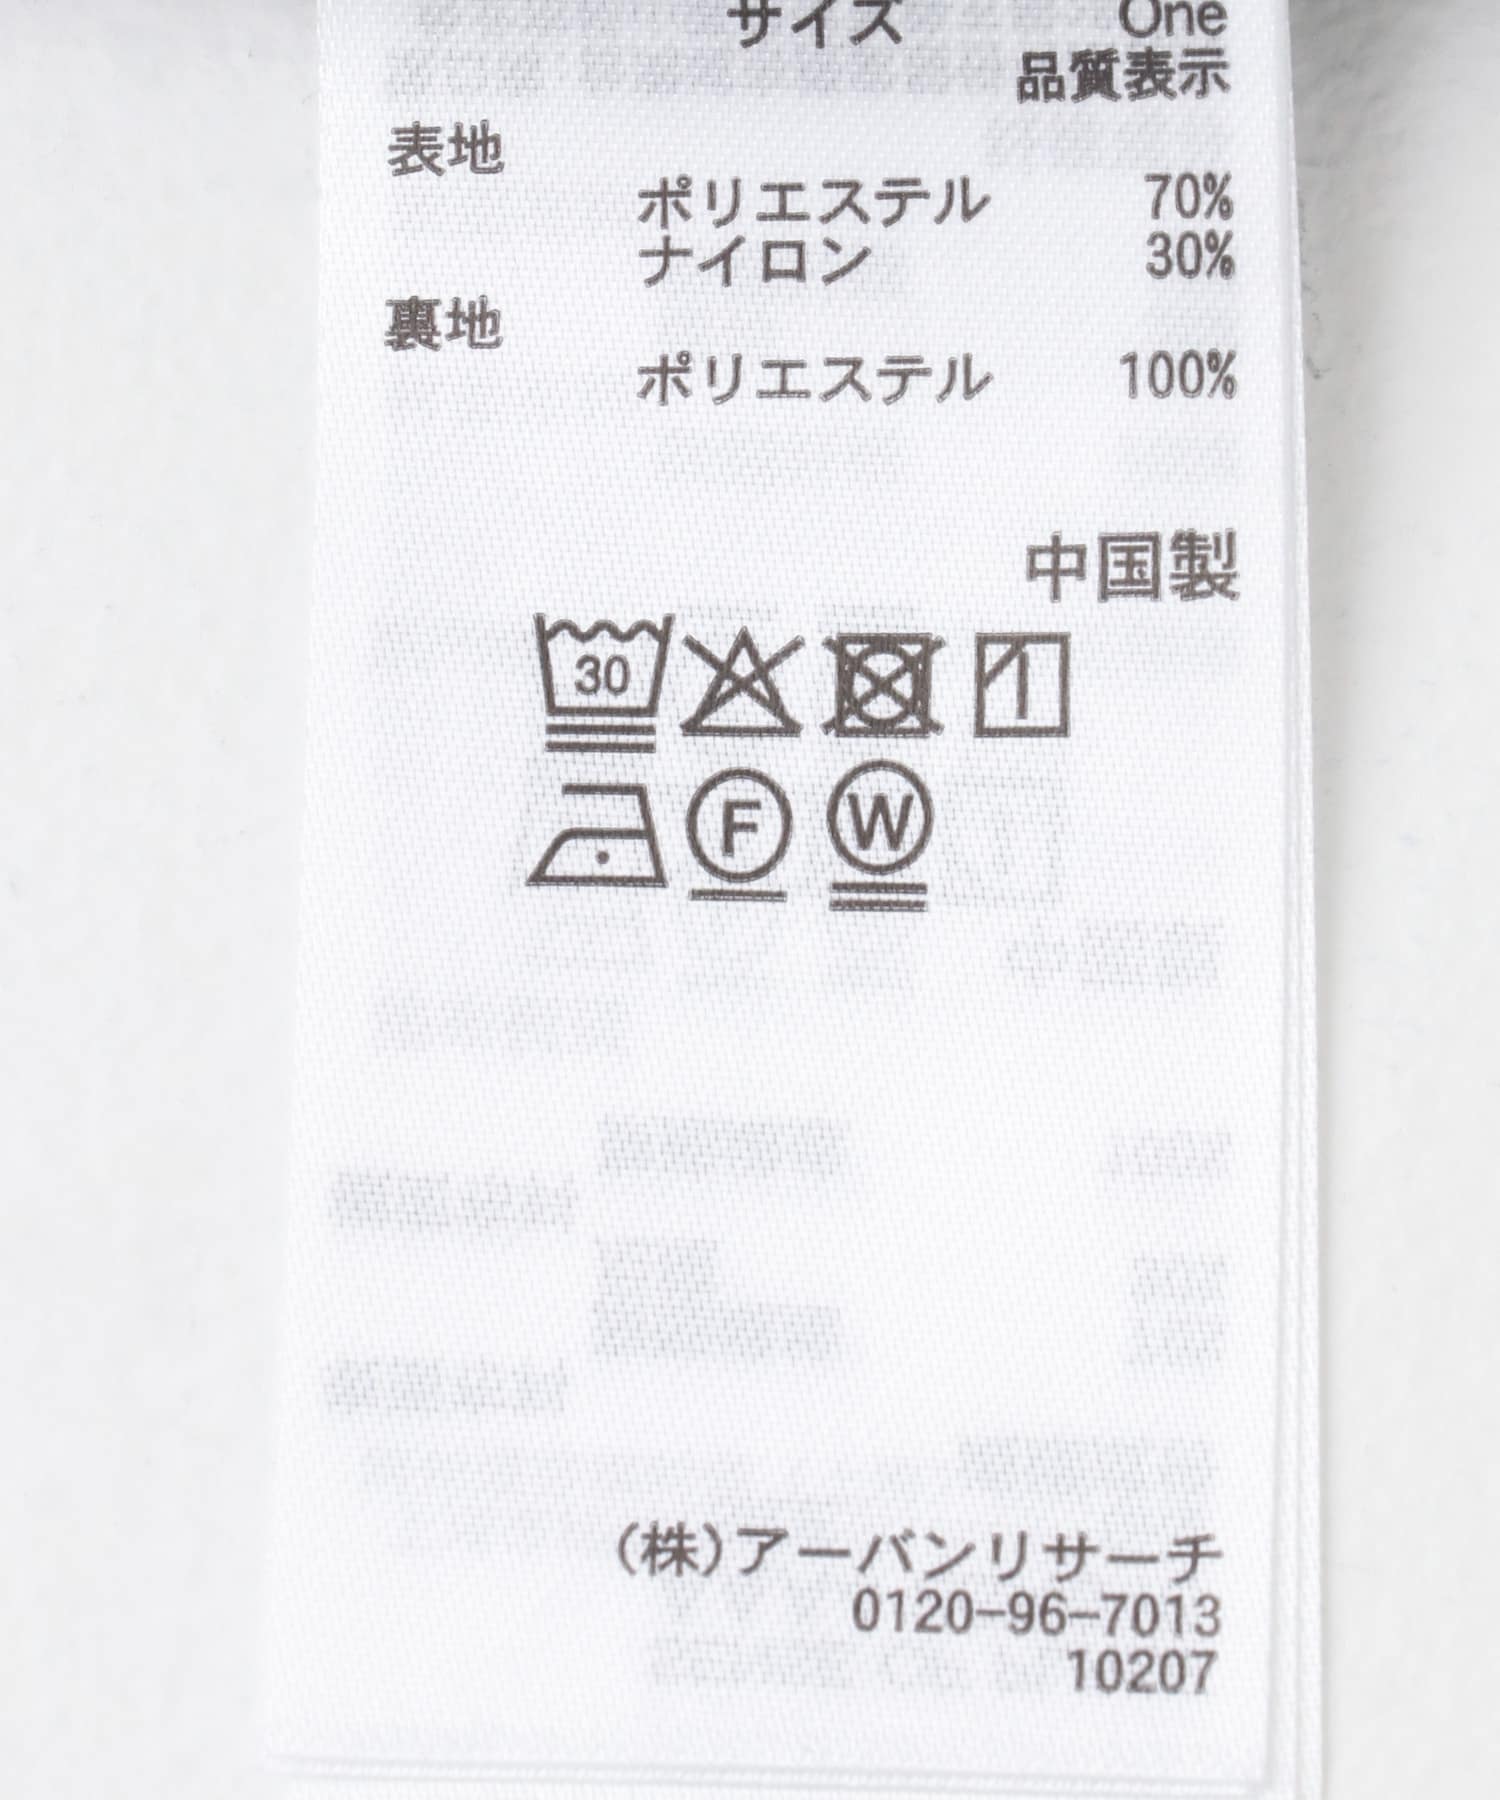 サイズ One
品質表示
表地
ポリエステル 70%
ナイロン 30%
裏地
ポリエステル 100%
中国製
30
F W
(株)アーバンリサーチ
0120-96-7013
10207